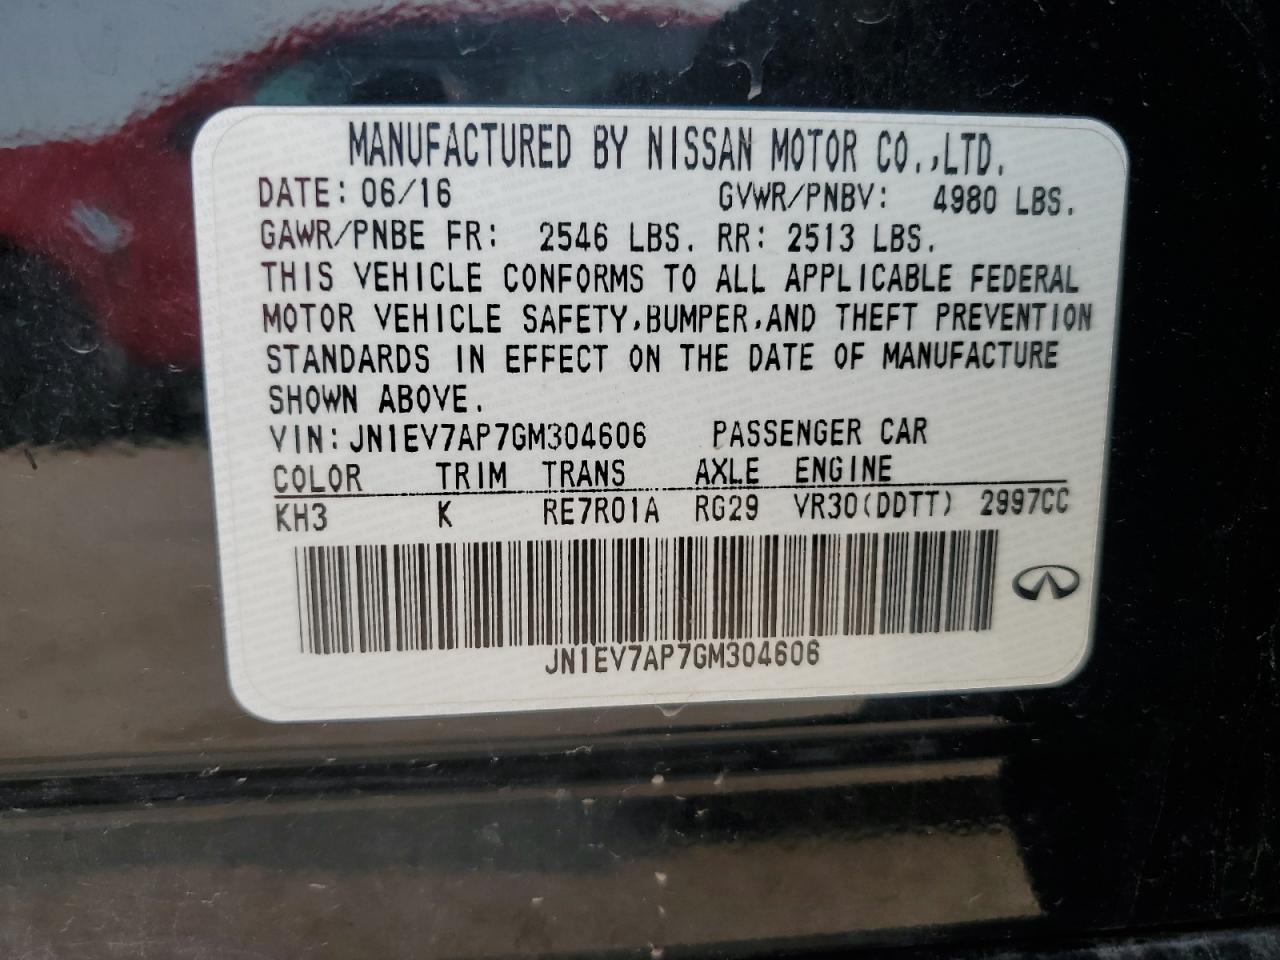 MANUFACTURED BY NISSAN MOTOR CO.,LTD.
DATE: 06/16 GVWR/PNBV: 4980 LBS.
GAWR/PNBE FR: 2546 LBS. RR: 2513 LBS.
THIS VEHICLE CONFORMS TO ALL APPLICABLE FEDERAL
MOTOR VEHICLE SAFETY,BUMPER,AND THEFT PREVENTION
STANDARDS IN EFFECT ON THE DATE OF MANUFACTURE
SHOWN ABOVE.
VIN:JN1EV7AP7GM304606 PASSENGER CAR
COLOR TRIM TRANS AXLE ENGINE
KH3 K RE7R01A RG29 VR30(DDTT) 2997CC
JN1EV7AP7GM304606